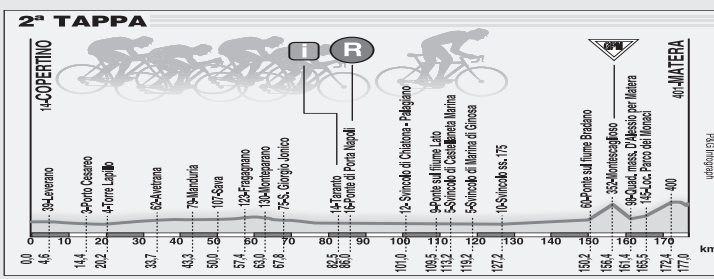 2ª TAPPA
i
R
GPM
14-COPERTINO
39-Leverano
3-Porto Cesareo
4-Torre Lapillo
62-Avetrana
79-Manduria
107-Sava
123-Fragagnano
133-Monteparano
75-S. Giorgio Jonico
14-Taranto
16-Ponte di Porta Napoli
12-Svincolo di Chiatona - Palagiano
9-Ponte sul fiume Lato
5-Svincolo di Castellaneta Marina
5-Svincolo di Marina di Ginosa
10-Svincolo ss. 175
60-Ponte sul fiume Bradano
352-Montescaglioso
98-Quad. mass. D'Alessio per Matera
145-Loc. Parco dei Monaci
400
401-MATERA
P&G Infograph
0 10 20 30 40 50 60 70 80 90 100 110 120 130 140 150 160 170
km
0,0 4,6 14,4 20,2 33,7 43,3 50,0 57,4 63,0 67,8 82,5 86,0 101,0 109,5 113,2 119,2 127,2 150,2 156,4 161,4 165,5 172,4 177,0